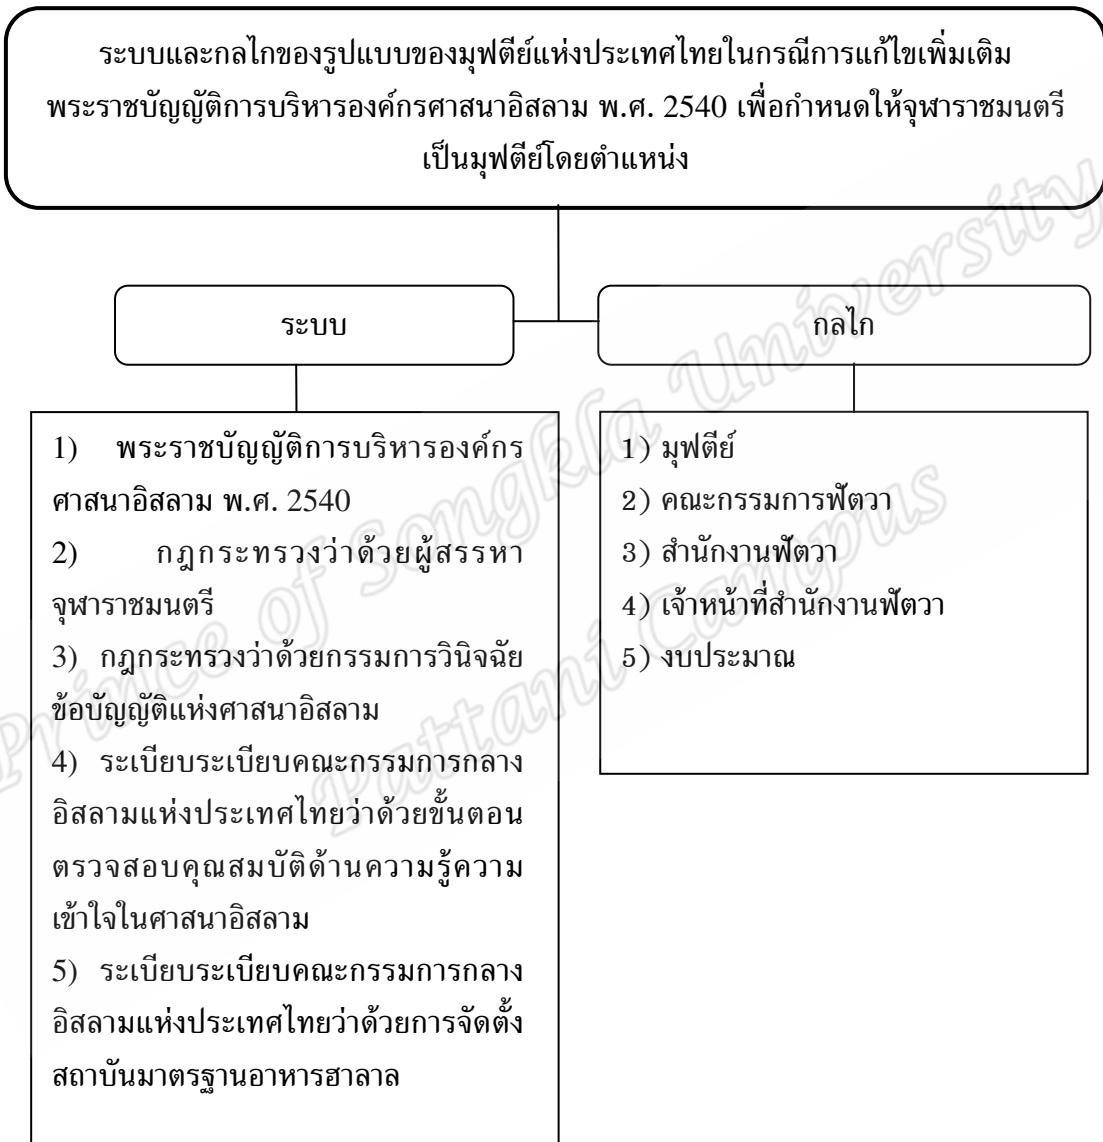 ระบบและกลไกของรูปแบบของมุฟตีย์แห่งประเทศไทยในกรณีการแก้ไขเพิ่มเติม
พระราชบัญญัติการบริหารองค์กรศาสนาอิสลาม พ.ศ. 2540 เพื่อกำหนดให้จุฬาราชมนตรี
เป็นมุฟตีย์โดยตำแหน่ง
ระบบ
1) พระราชบัญญัติการบริหารองค์กร
ศาสนาอิสลาม พ.ศ. 2540
2) กฎกระทรวงว่าด้วยผู้สรรหา
จุฬาราชมนตรี
3) กฎกระทรวงว่าด้วยกรรมการวินิจฉัย
ข้อบัญญัติแห่งศาสนาอิสลาม
4) ระเบียบระเบียบคณะกรรมการกลาง
อิสลามแห่งประเทศไทยว่าด้วยขั้นตอน
ตรวจสอบคุณสมบัติด้านความรู้ความ
เข้าใจในศาสนาอิสลาม
5) ระเบียบระเบียบคณะกรรมการกลาง
อิสลามแห่งประเทศไทยว่าด้วยการจัดตั้ง
สถาบันมาตรฐานอาหารฮาลาล
กลไก
1) มุฟตีย์
2) คณะกรรมการฟัตวา
3) สำนักงานฟัตวา
4) เจ้าหน้าที่สำนักงานฟัตวา
5) งบประมาณ
Prince of Songkla University
Pattani Campus